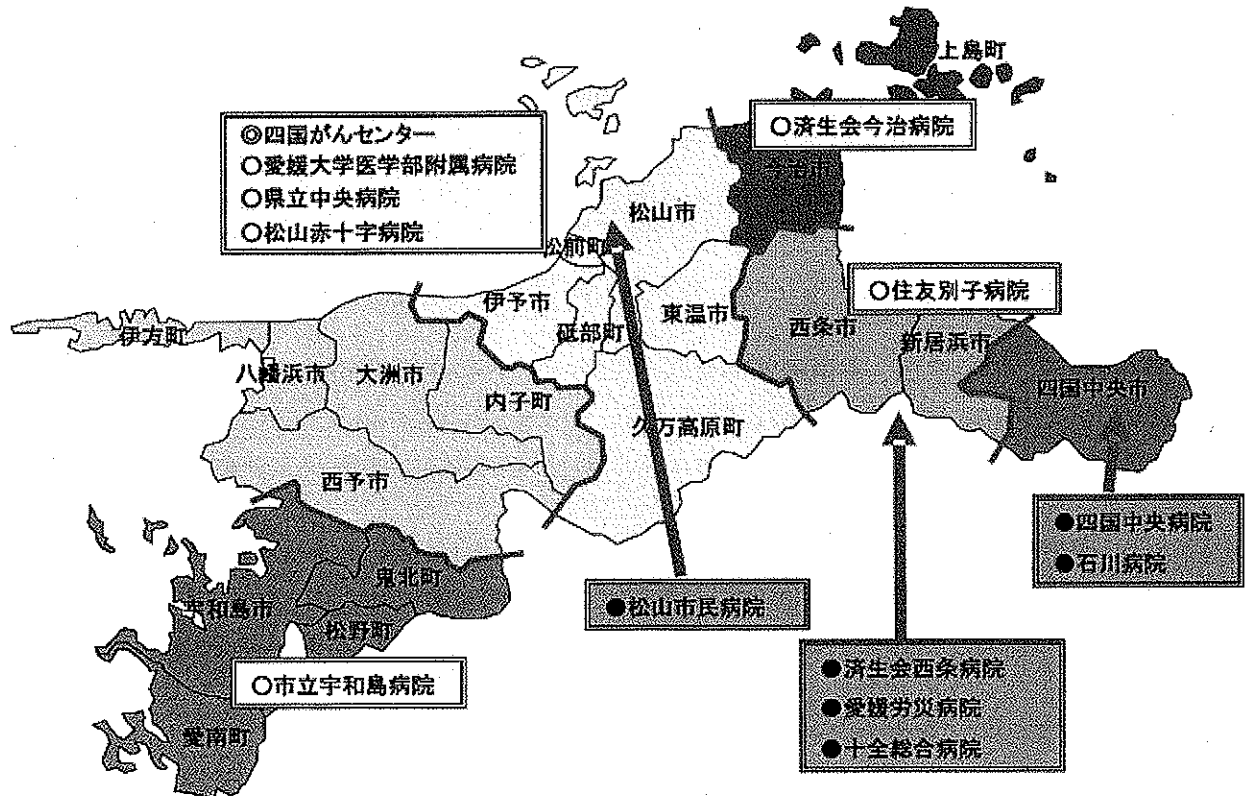 上島町
◎四国がんセンター
○愛媛大学医学部附属病院
○県立中央病院
○松山赤十字病院
○済生会今治病院
今治市
松山市
松前町
○住友別子病院
伊予市
砥部町
東温市
西条市
新居浜市
伊方町
八幡浜市
大洲市
内子町
久万高原町
四国中央市
西予市
●四国中央病院
●石川病院
鬼北町
宇和島市
松野町
●松山市民病院
○市立宇和島病院
●済生会西条病院
●愛媛労災病院
●十全総合病院
愛南町